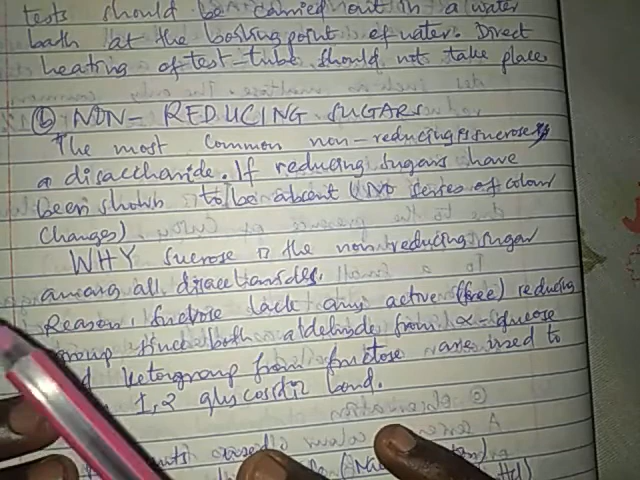 tests should be carried out in a water
bath at the boiling point of water. Direct
heating of test-tube should not take place
(b) NON-REDUCING SUGARS
The most common non-reducing is sucrose,
a disaccharide. If reducing sugars have
been shown to be absent (No series of colour
changes)
WHY sucrose is the non-reducing sugar
among all disaccharides.
Reason, lack any active (free) reducing
group since both aldehyde from α-glucose
ketogroup from fructose are used to
1,2 bond.